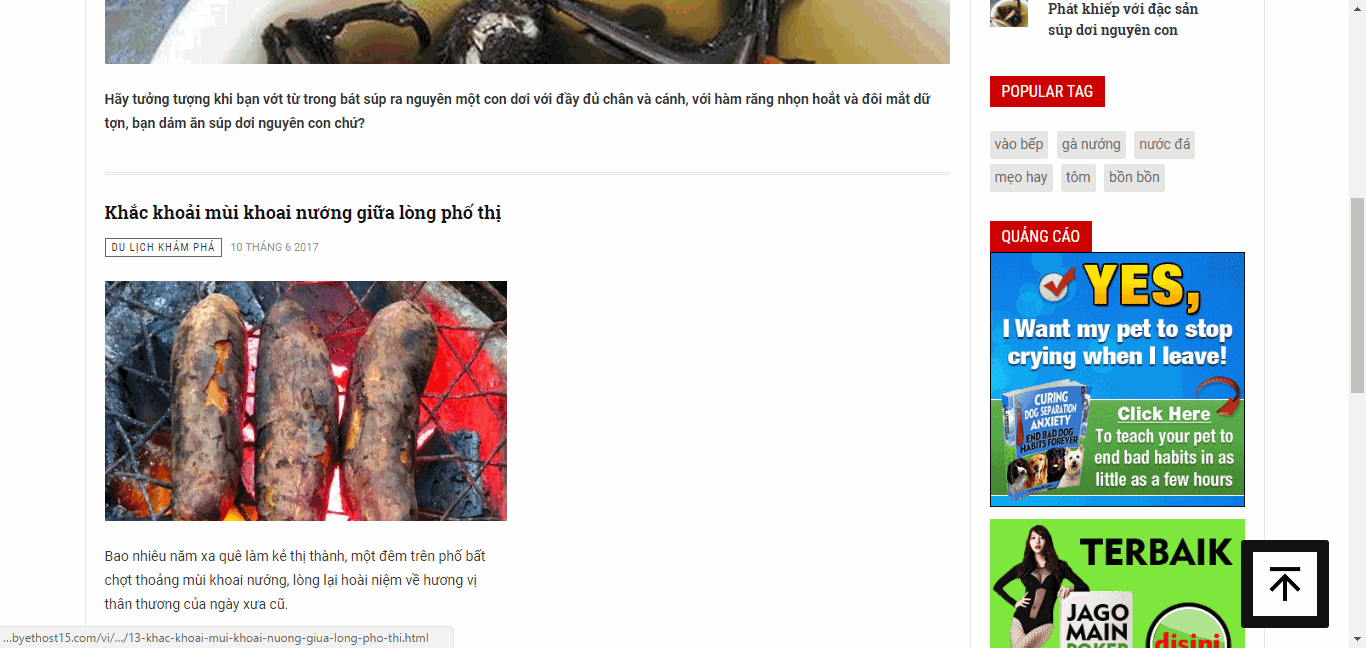 Phát khiếp với đặc sản
súp dơi nguyên con
Hãy tưởng tượng khi bạn vớt từ trong bát súp ra nguyên một con dơi với đầy đủ chân và cánh, với hàm răng nhọn hoắt và đôi mắt dữ
tợn, bạn dám ăn súp dơi nguyên con chứ?
Khắc khoải mùi khoai nướng giữa lòng phố thị
DU LỊCH KHÁM PHÁ 10 THÁNG 6 2017
Bao nhiêu năm xa quê làm kẻ thị thành, một đêm trên phố bất
chợt thoảng mùi khoai nướng, lòng lại hoài niệm về hương vị
thân thương của ngày xưa cũ.
...byethost15.com/vi/.../13-khac-khoai-mui-khoai-nuong-giua-long-pho-thi.html
POPULAR TAG
vào bếp gà nướng nước đá
mẹo hay tôm bồn bồn
QUẢNG CÁO
YES,
I Want my pet to stop
crying when I leave!
CURING
DOG SEPARATION
ANXIETY
END BAD DOG
HABITS FOREVER
Click Here
To teach your pet to
end bad habits in as
little as a few hours
TERBAIK
JAGO
MAIN
POKER
disini